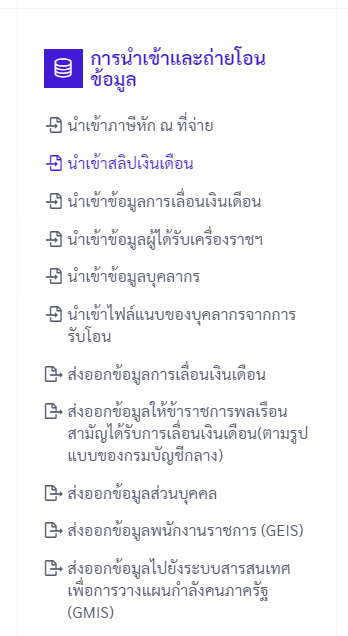 การนำเข้าและถ่ายโอน
ข้อมูล
นำเข้าภาษีหัก ณ ที่จ่าย
นำเข้าสลิปเงินเดือน
นำเข้าข้อมูลการเลื่อนเงินเดือน
นำเข้าข้อมูลผู้ได้รับเครื่องราชฯ
นำเข้าข้อมูลบุคลากร
นำเข้าไฟล์แนบของบุคลากรจากการ
รับโอน
ส่งออกข้อมูลการเลื่อนเงินเดือน
ส่งออกข้อมูลให้ข้าราชการพลเรือน
สามัญได้รับการเลื่อนเงินเดือน(ตามรูป
แบบของกรมบัญชีกลาง)
ส่งออกข้อมูลส่วนบุคคล
ส่งออกข้อมูลพนักงานราชการ (GEIS)
ส่งออกข้อมูลไปยังระบบสารสนเทศ
เพื่อการวางแผนกำลังคนภาครัฐ
(GMIS)